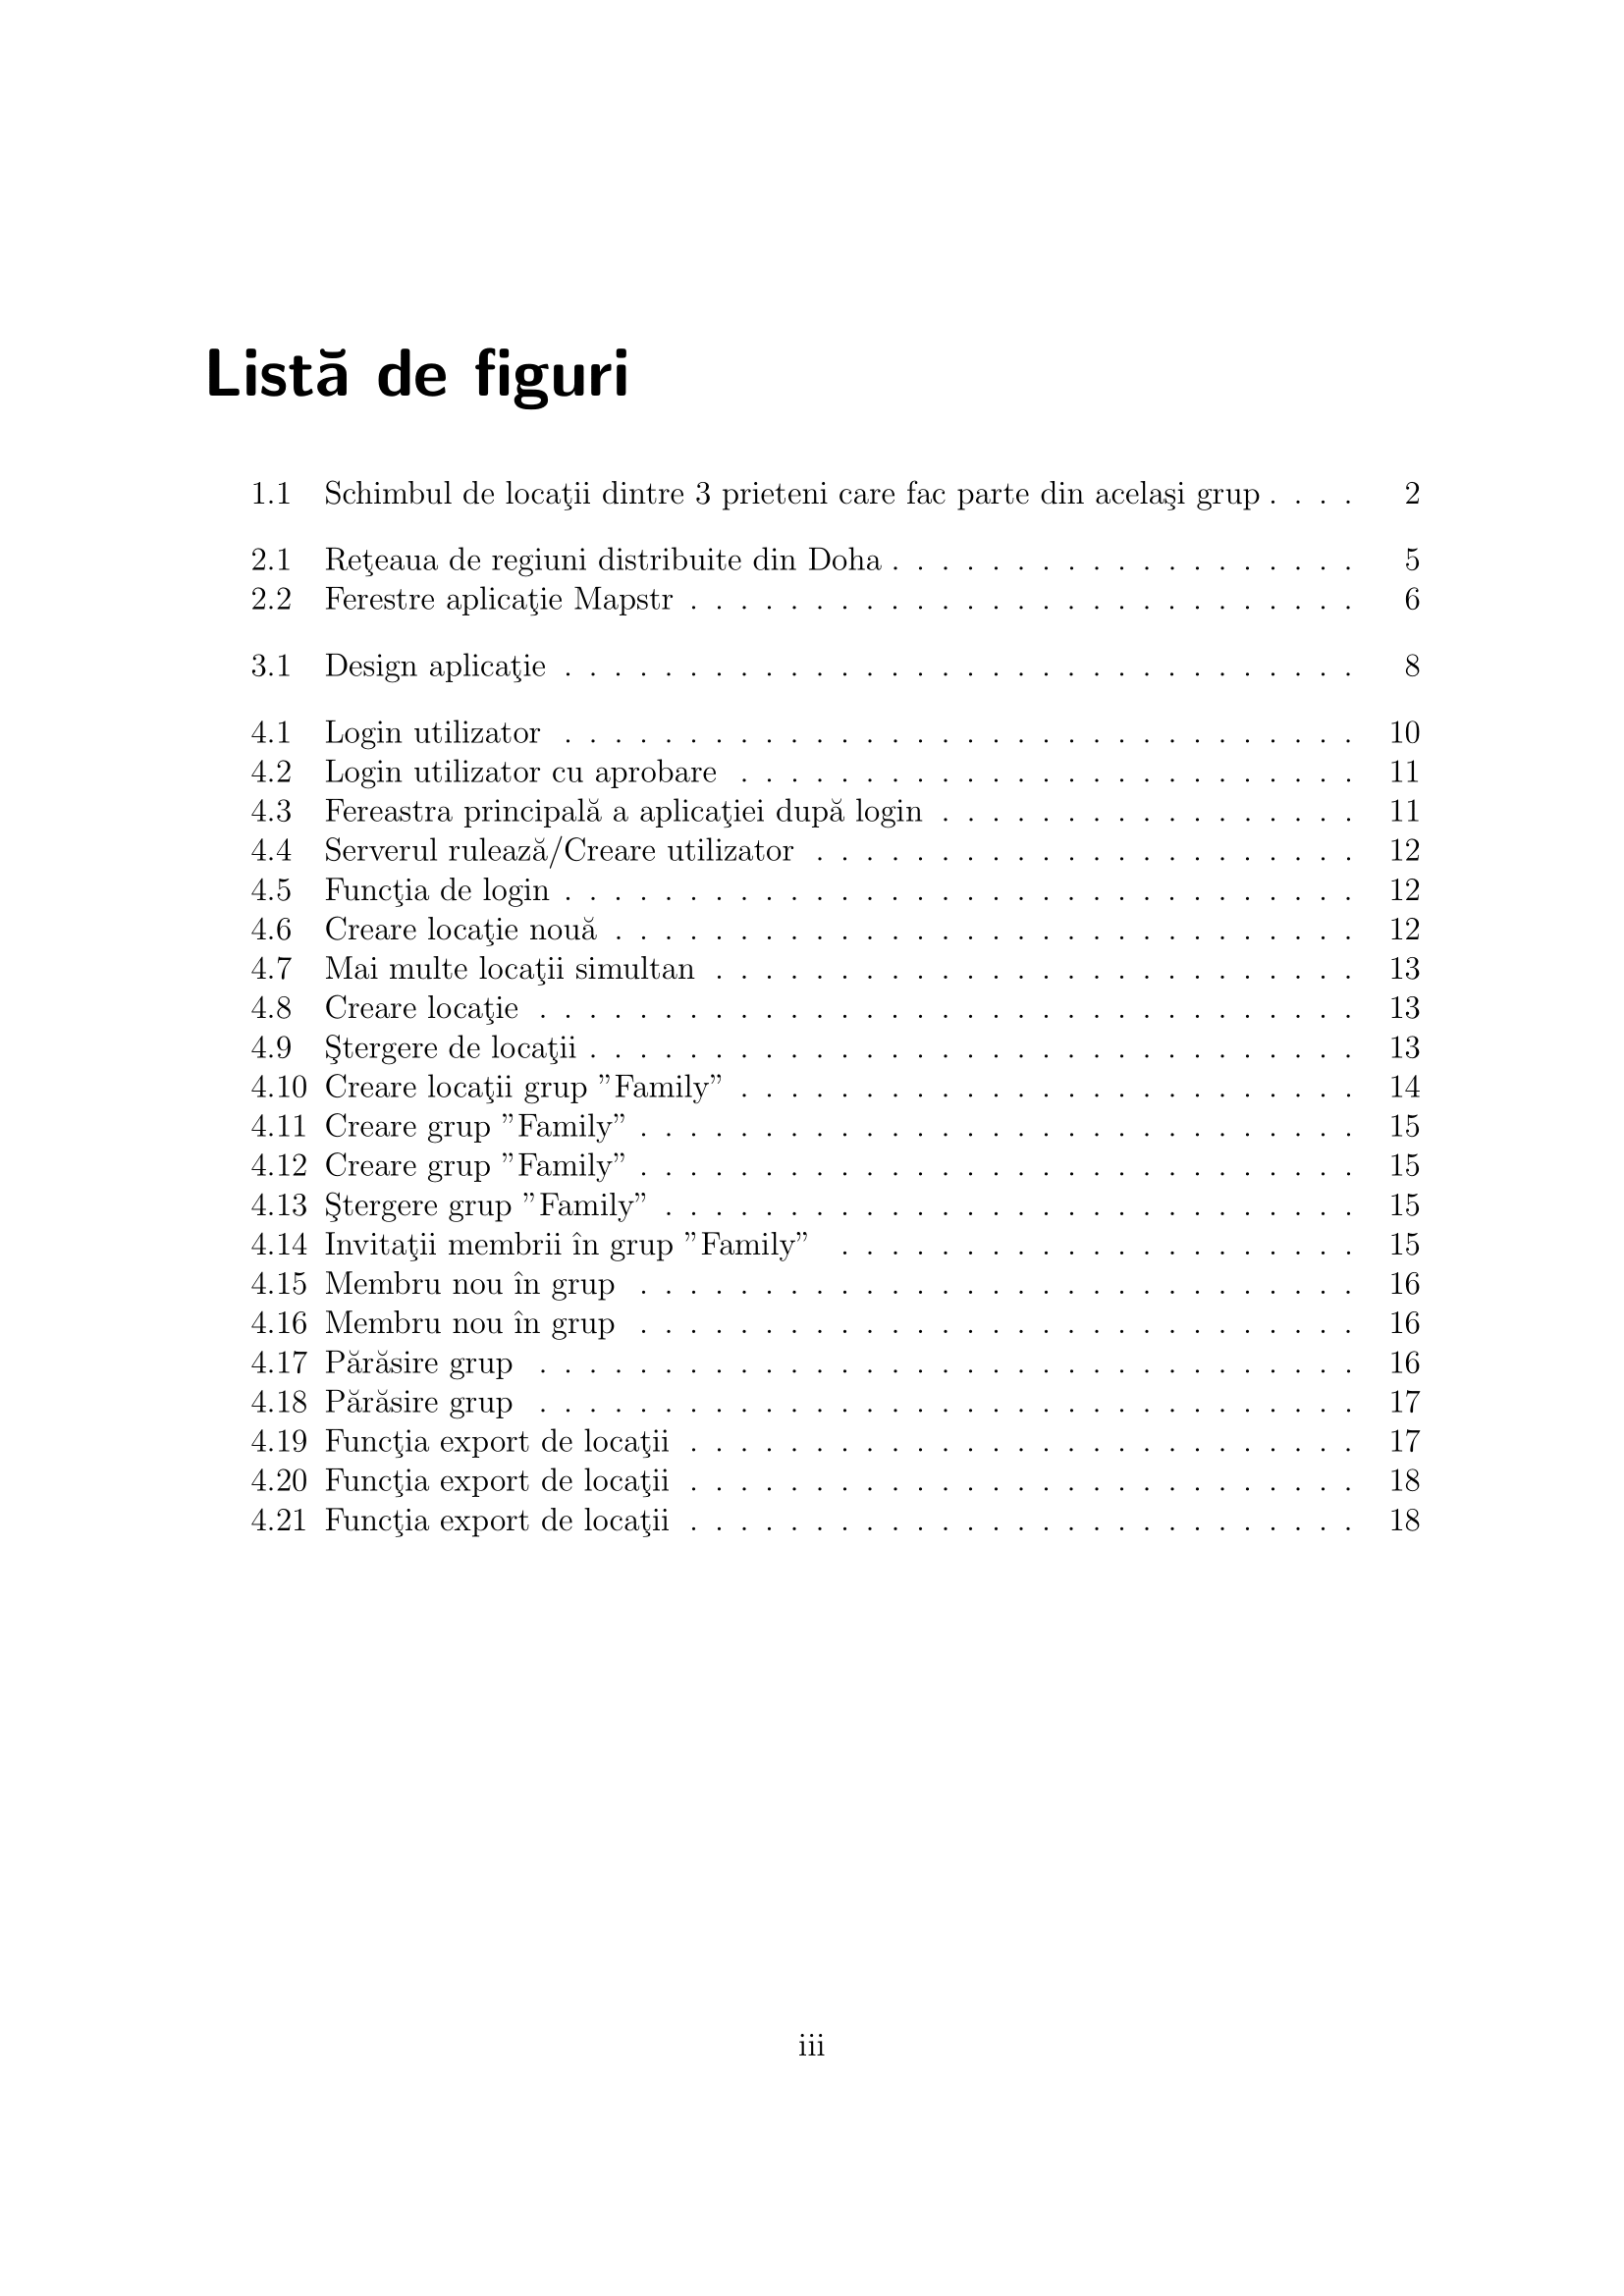 Listă de figuri
1.1 Schimbul de locaţii dintre 3 prieteni care fac parte din acelaşi grup . . . . 2
2.1 Reţeaua de regiuni distribuite din Doha . . . . . . . . . . . . . . . . . . . 5
2.2 Ferestre aplicaţie Mapstr . . . . . . . . . . . . . . . . . . . . . . . . . . . 6
3.1 Design aplicaţie . . . . . . . . . . . . . . . . . . . . . . . . . . . . . . . . 8
4.1 Login utilizator . . . . . . . . . . . . . . . . . . . . . . . . . . . . . . . . 10
4.2 Login utilizator cu aprobare . . . . . . . . . . . . . . . . . . . . . . . . . 11
4.3 Fereastra principală a aplicaţiei după login . . . . . . . . . . . . . . . . . 11
4.4 Serverul rulează/Creare utilizator . . . . . . . . . . . . . . . . . . . . . . 12
4.5 Funcţia de login . . . . . . . . . . . . . . . . . . . . . . . . . . . . . . . . 12
4.6 Creare locaţie nouă . . . . . . . . . . . . . . . . . . . . . . . . . . . . . . 12
4.7 Mai multe locaţii simultan . . . . . . . . . . . . . . . . . . . . . . . . . . 13
4.8 Creare locaţie . . . . . . . . . . . . . . . . . . . . . . . . . . . . . . . . . 13
4.9 Ştergere de locaţii . . . . . . . . . . . . . . . . . . . . . . . . . . . . . . . 13
4.10 Creare locaţii grup ”Family” . . . . . . . . . . . . . . . . . . . . . . . . . 14
4.11 Creare grup ”Family” . . . . . . . . . . . . . . . . . . . . . . . . . . . . . 15
4.12 Creare grup ”Family” . . . . . . . . . . . . . . . . . . . . . . . . . . . . . 15
4.13 Ştergere grup ”Family” . . . . . . . . . . . . . . . . . . . . . . . . . . . . 15
4.14 Invitaţii membrii în grup ”Family” . . . . . . . . . . . . . . . . . . . . . 15
4.15 Membru nou în grup . . . . . . . . . . . . . . . . . . . . . . . . . . . . . 16
4.16 Membru nou în grup . . . . . . . . . . . . . . . . . . . . . . . . . . . . . 16
4.17 Părăsire grup . . . . . . . . . . . . . . . . . . . . . . . . . . . . . . . . . 16
4.18 Părăsire grup . . . . . . . . . . . . . . . . . . . . . . . . . . . . . . . . . 17
4.19 Funcţia export de locaţii . . . . . . . . . . . . . . . . . . . . . . . . . . . 17
4.20 Funcţia export de locaţii . . . . . . . . . . . . . . . . . . . . . . . . . . . 18
4.21 Funcţia export de locaţii . . . . . . . . . . . . . . . . . . . . . . . . . . . 18
iii